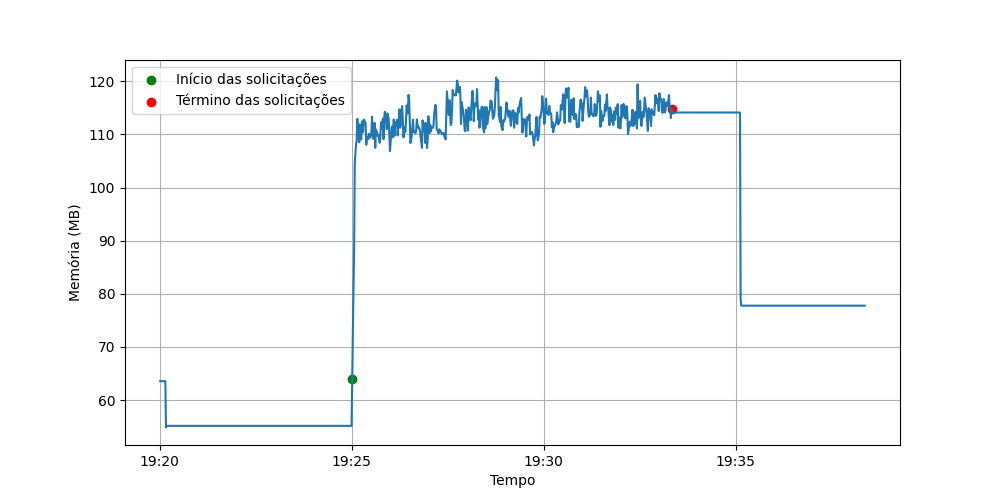 Início das solicitações
Término das solicitações
120
110
100
90
80
70
60
Memória (MB)
19:20 19:25 19:30 19:35
Tempo